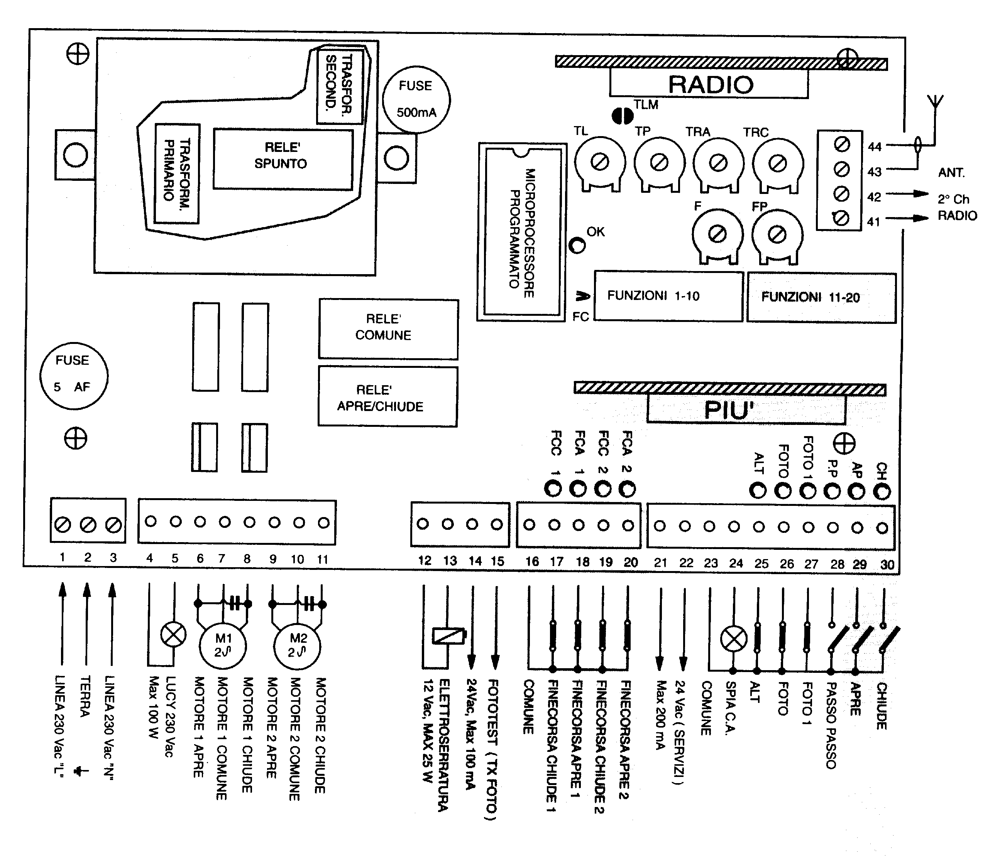 TRASFOR.
SECOND.
FUSE
500mA
RADIO
TLM
TL
TP
TRA
TRC
44
43
42
41
ANT.
2° Ch
RADIO
TRASFORM.
PRIMARIO
RELE'
SPUNTO
MICROPROCESSORE
PROGRAMMATO
F
FP
OK
FC
FUNZIONI 1-10
FUNZIONI 11-20
RELE'
COMUNE
RELE'
APRE/CHIUDE
FUSE
5 AF
PIU'
FCC 1
FCA 1
FCC 2
FCA 2
ALT
FOTO
FOTO 1
P.P
AP
CH
1 2 3 4 5 6 7 8 9 10 11 12 13 14 15 16 17 18 19 20 21 22 23 24 25 26 27 28 29 30
M1
2
M2
2
LINEA 230 Vac "L"
TERRA
LINEA 230 Vac "N"
LUCY 230 Vac
Max 100 W
MOTORE 1 APRE
MOTORE 1 COMUNE
MOTORE 1 CHIUDE
MOTORE 2 APRE
MOTORE 2 COMUNE
MOTORE 2 CHIUDE
ELETTROSERRATURA
12 Vac, MAX 25 W
24Vac, Max 100 mA
FOTOTEST ( TX FOTO )
COMUNE
FINECORSA CHIUDE 1
FINECORSA APRE 1
FINECORSA CHIUDE 2
FINECORSA APRE 2
24 Vac ( SERVIZI )
Max 200 mA
COMUNE
SPIA C.A.
ALT
FOTO
FOTO 1
PASSO PASSO
APRE
CHIUDE